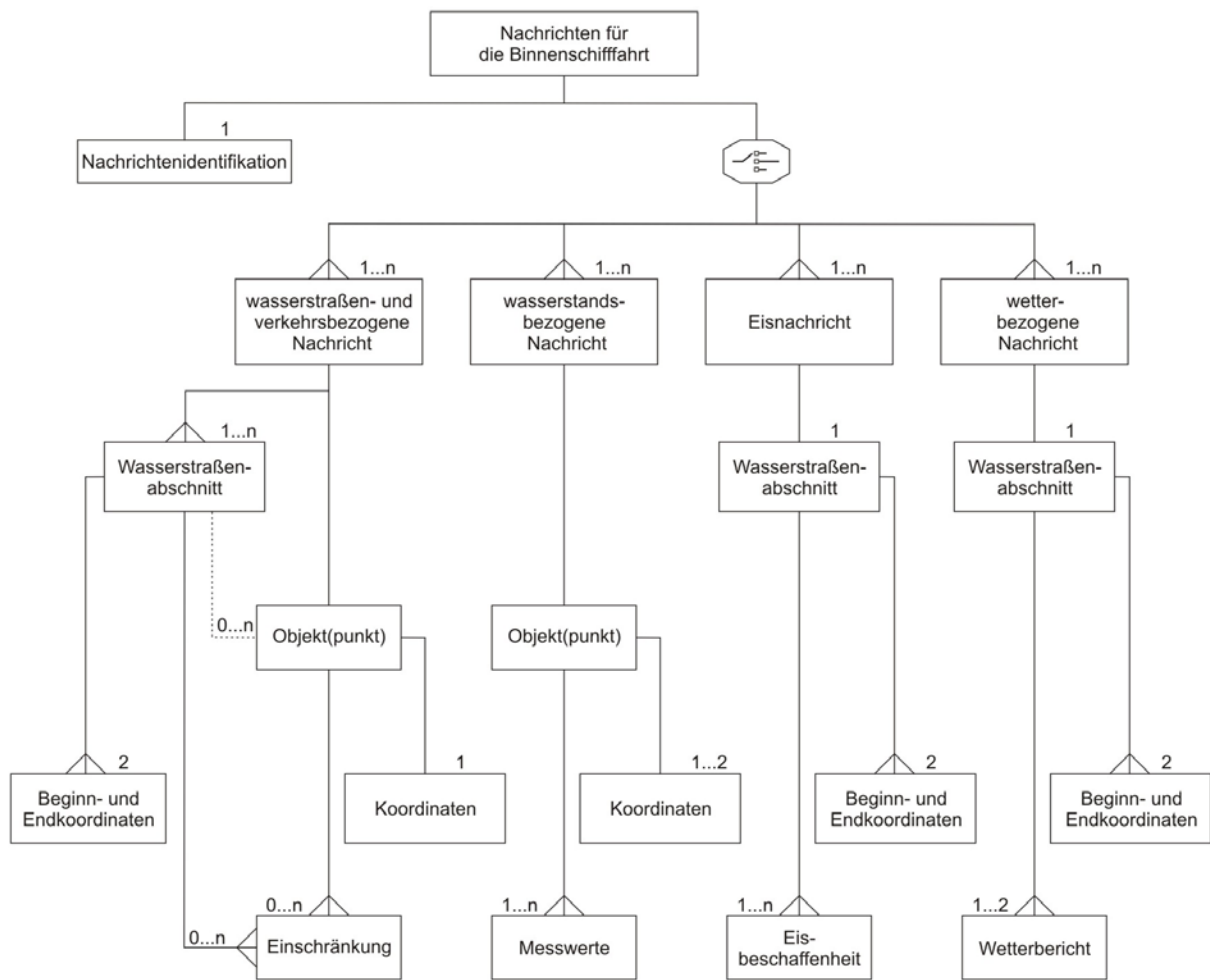 Nachrichten für
die Binnenschifffahrt
1
Nachrichtenidentifikation
1...n
1...n
1...n
1...n
wasserstraßen- und
verkehrsbezogene
Nachricht
wasserstands-
bezogene
Nachricht
Eisnachricht
wetter-
bezogene
Nachricht
1...n
1
1
Wasserstraßen-
abschnitt
Wasserstraßen-
abschnitt
Wasserstraßen-
abschnitt
0...n
Objekt(punkt)
Objekt(punkt)
2
1
1...2
2
2
Beginn- und
Endkoordinaten
Koordinaten
Koordinaten
Beginn- und
Endkoordinaten
Beginn- und
Endkoordinaten
0...n
1...n
1...n
1...2
0...n
Einschränkung
Messwerte
Eis-
beschaffenheit
Wetterbericht